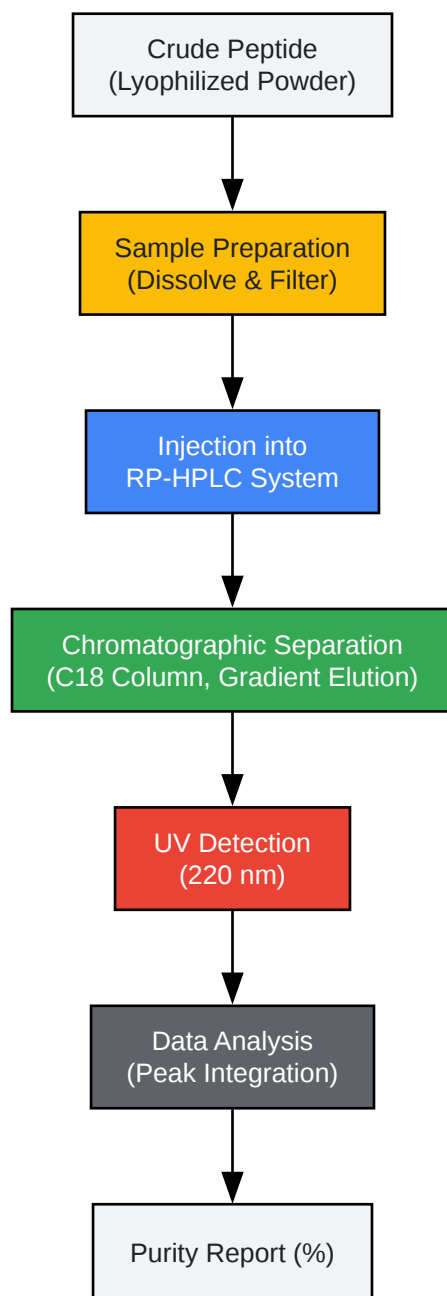 Crude Peptide
(Lyophilized Powder)
Sample Preparation
(Dissolve & Filter)
Injection into
RP-HPLC System
Chromatographic Separation
(C18 Column, Gradient Elution)
UV Detection
(220 nm)
Data Analysis
(Peak Integration)
Purity Report (%)